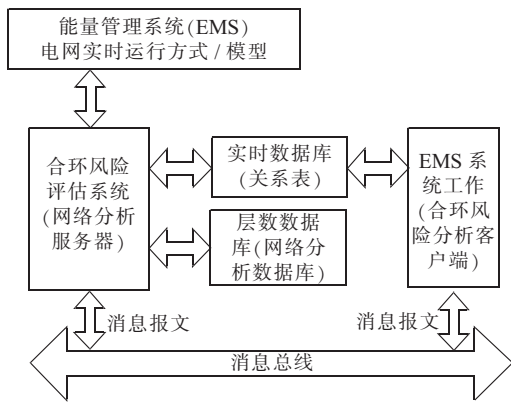 能量管理系统(EMS)
电网实时运行方式/模型
合环风险
评估系统
(网络分析
服务器)
实时数据库
(关系表)
层数数据
库(网络分
析数据库)
EMS 系
统工作
(合环风
险分析客
户端)
消息报文
消息报文
消息总线